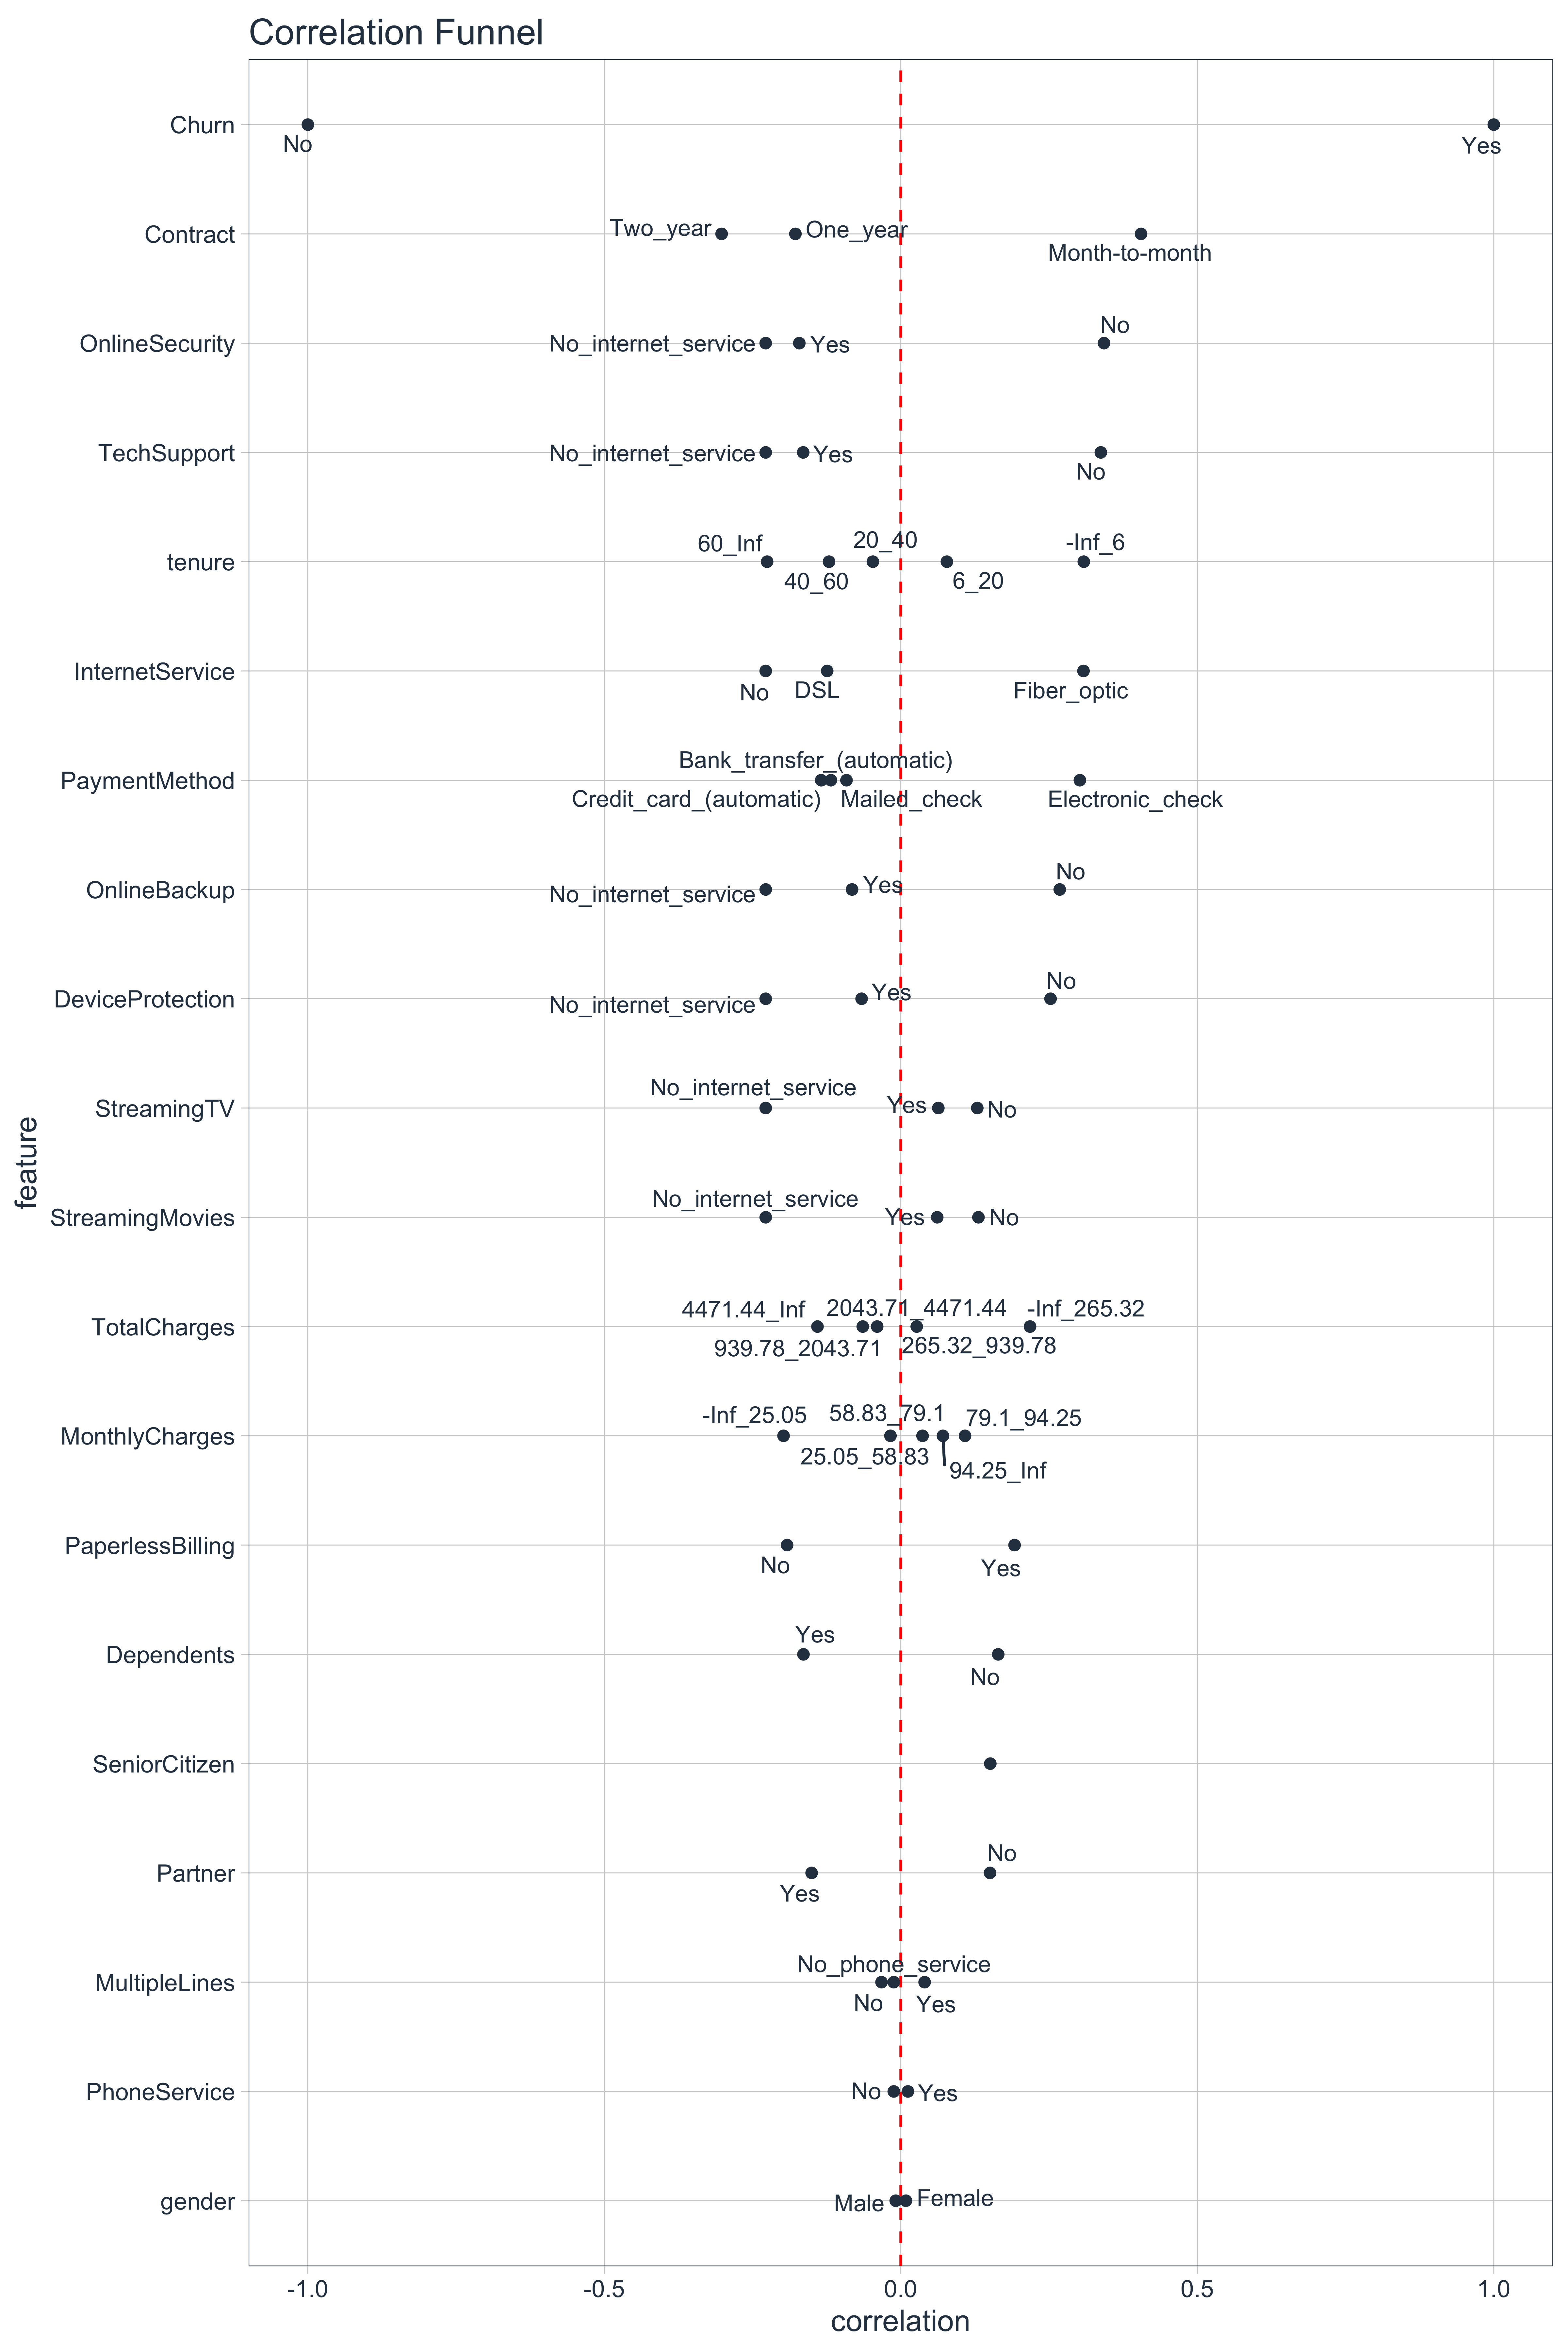 Correlation Funnel
Churn
No
Yes
Contract
Two_year
One_year
Month-to-month
OnlineSecurity
No_internet_service
Yes
No
TechSupport
No_internet_service
Yes
No
tenure
60_Inf
40_60
20_40
6_20
-Inf_6
InternetService
No
DSL
Fiber_optic
PaymentMethod
Bank_transfer_(automatic)
Credit_card_(automatic)
Mailed_check
Electronic_check
OnlineBackup
No_internet_service
Yes
No
DeviceProtection
No_internet_service
Yes
No
StreamingTV
No_internet_service
Yes
No
StreamingMovies
No_internet_service
Yes
No
TotalCharges
4471.44_Inf
2043.71_4471.44
-Inf_265.32
939.78_2043.71
265.32_939.78
MonthlyCharges
-Inf_25.05
58.83_79.1
79.1_94.25
25.05_58.83
94.25_Inf
PaperlessBilling
No
Yes
Dependents
Yes
No
SeniorCitizen
Partner
Yes
No
MultipleLines
No_phone_service
No
Yes
PhoneService
No
Yes
gender
Male
Female
feature
-1.0
-0.5
0.0
0.5
1.0
correlation